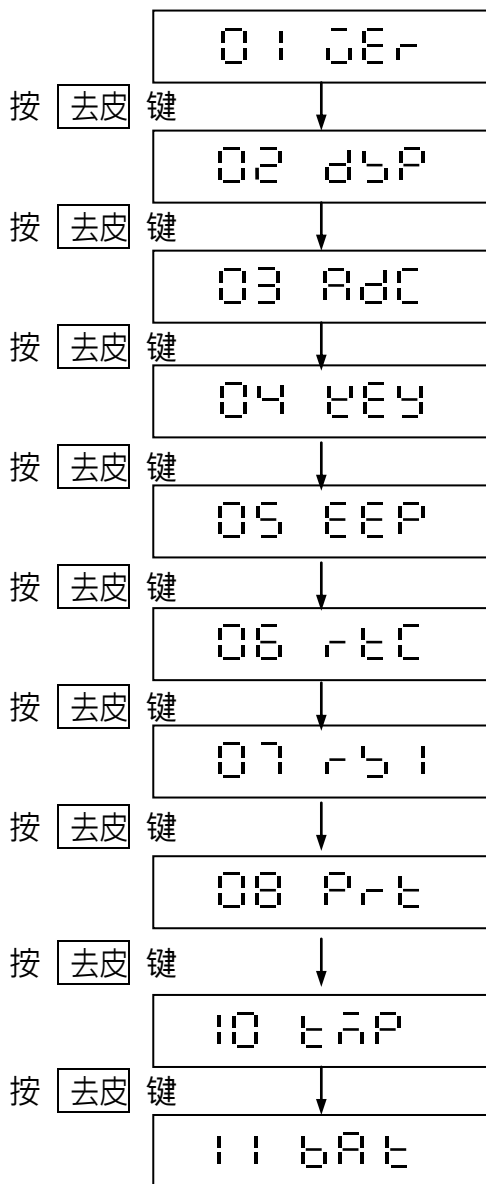 01 VEr
按 去皮 键
02 dSP
按 去皮 键
03 AdC
按 去皮 键
04 KEY
按 去皮 键
05 EEP
按 去皮 键
06 rtC
按 去皮 键
07 rS1
按 去皮 键
08 Prt
按 去皮 键
10 tmP
按 去皮 键
11 bAt